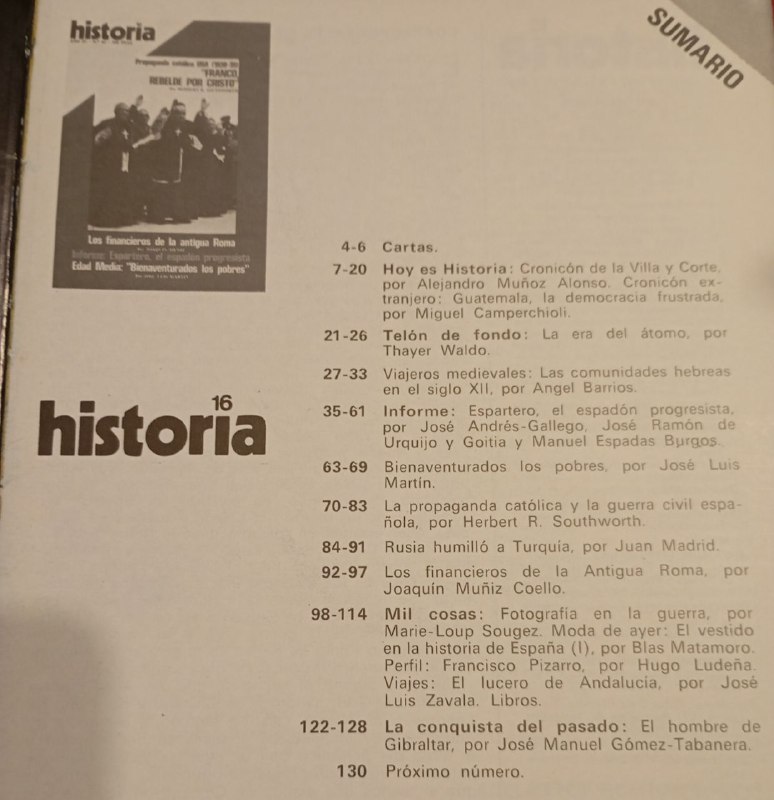 historia
Propaganda católica USA (1936-39)
"FRANCO,
REBELDE POR CRISTO"
Los financieros de la antigua Roma
Informe: Espartero, el espadón progresista
Edad Media: "Bienaventurados los pobres"
SUMARIO
historia 16
4-6 Cartas.
7-20 Hoy es Historia: Cronicón de la Villa y Corte,
por Alejandro Muñoz Alonso. Cronicón ex-
tranjero: Guatemala, la democracia frustrada,
por Miguel Camperchioli.
21-26 Telón de fondo: La era del átomo, por
Thayer Waldo.
27-33 Viajeros medievales: Las comunidades hebreas
en el siglo XII, por Angel Barrios.
35-61 Informe: Espartero, el espadón progresista,
por José Andrés-Gallego, José Ramón de
Urquijo y Goitia y Manuel Espadas Burgos.
63-69 Bienaventurados los pobres, por José Luis
Martín.
70-83 La propaganda católica y la guerra civil espa-
ñola, por Herbert R. Southworth.
84-91 Rusia humilló a Turquía, por Juan Madrid.
92-97 Los financieros de la Antigua Roma, por
Joaquín Muñiz Coello.
98-114 Mil cosas: Fotografía en la guerra, por
Marie-Loup Sougez. Moda de ayer: El vestido
en la historia de España (I), por Blas Matamoro.
Perfil: Francisco Pizarro, por Hugo Ludeña.
Viajes: El lucero de Andalucía, por José
Luis Zavala. Libros.
122-128 La conquista del pasado: El hombre de
Gibraltar, por José Manuel Gómez-Tabanera.
130 Próximo número.